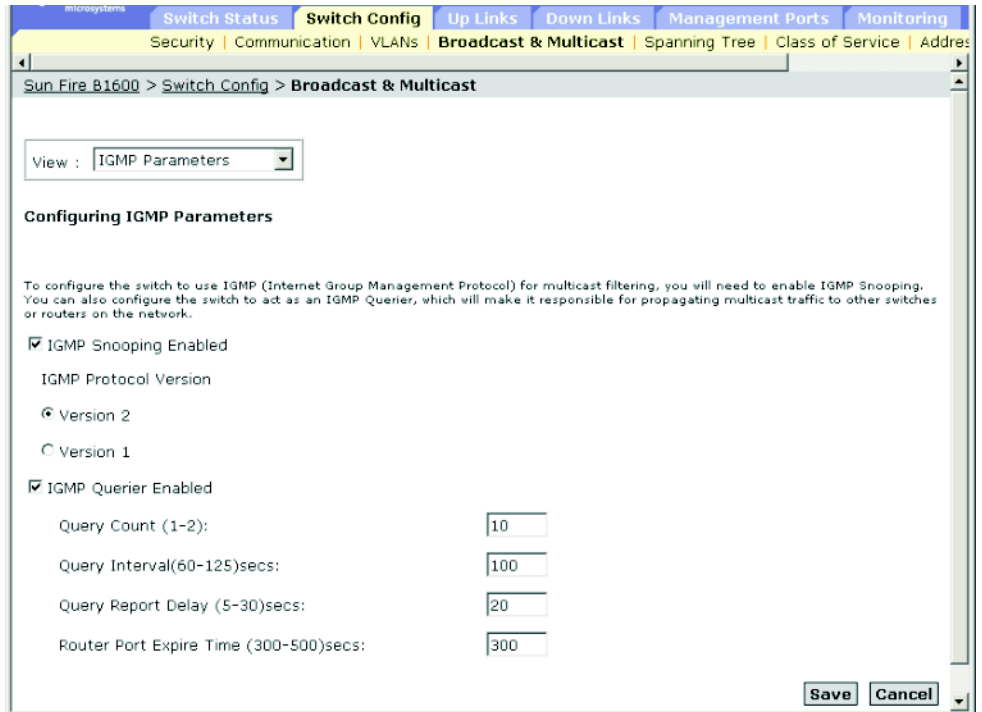 microsystems
Switch Status Switch Config Up Links Down Links Management Ports Monitoring
Security | Communication | VLANs | Broadcast & Multicast | Spanning Tree | Class of Service | Addres
Sun Fire B1600 > Switch Config > Broadcast & Multicast
View : IGMP Parameters
Configuring IGMP Parameters
To configure the switch to use IGMP (Internet Group Management Protocol) for multicast filtering, you will need to enable IGMP Snooping.
You can also configure the switch to act as an IGMP Querier, which will make it responsible for propagating multicast traffic to other switches
or routers on the network.
IGMP Snooping Enabled
IGMP Protocol Version
Version 2
Version 1
IGMP Querier Enabled
Query Count (1-2): 10
Query Interval(60-125)secs: 100
Query Report Delay (5-30)secs: 20
Router Port Expire Time (300-500)secs: 300
Save Cancel